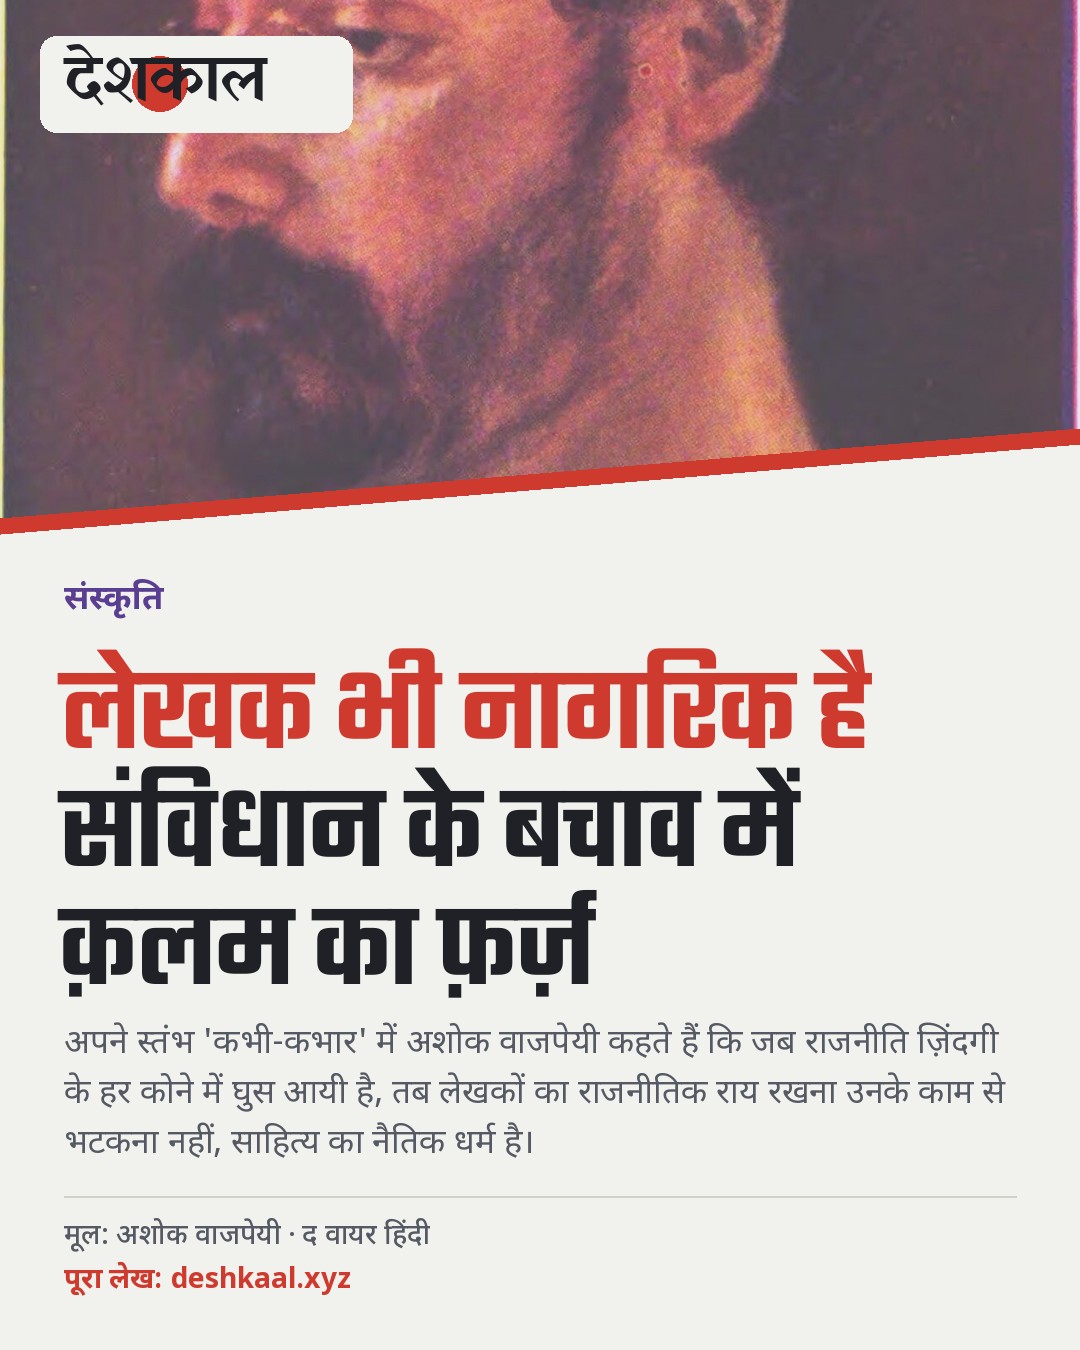 देशकाल
संस्कृति
लेखक भी नागरिक है
संविधान के बचाव में
क़लम का फ़र्ज़
अपने स्तंभ 'कभी-कभार' में अशोक वाजपेयी कहते हैं कि जब राजनीति ज़िंदगी
के हर कोने में घुस आयी है, तब लेखकों का राजनीतिक राय रखना उनके काम से
भटकना नहीं, साहित्य का नैतिक धर्म है।
मूल: अशोक वाजपेयी · द वायर हिंदी
पूरा लेख: deshkaal.xyz